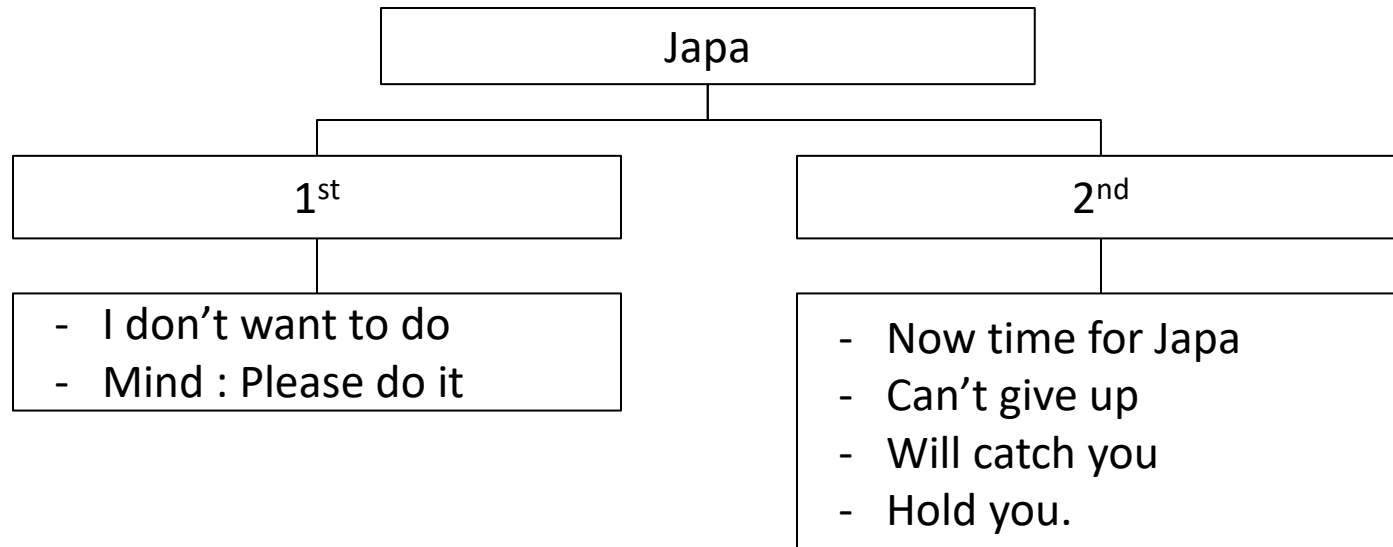 Japa
1st
2nd
- I don’t want to do
- Mind : Please do it
- Now time for Japa
- Can’t give up
- Will catch you
- Hold you.